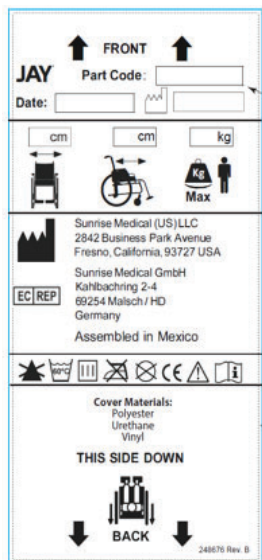 FRONT
JAY Part Code:
Date:
cm cm kg
Kg
Max
Sunrise Medical (US) LLC
2842 Business Park Avenue
Fresno, California, 93727 USA
EC REP
Sunrise Medical GmbH
Kahlbachring 2-4
69254 Malsch / HD
Germany
Assembled in Mexico
60°C CE i
Cover Materials:
Polyester
Urethane
Vinyl
THIS SIDE DOWN
BACK
248676 Rev. B